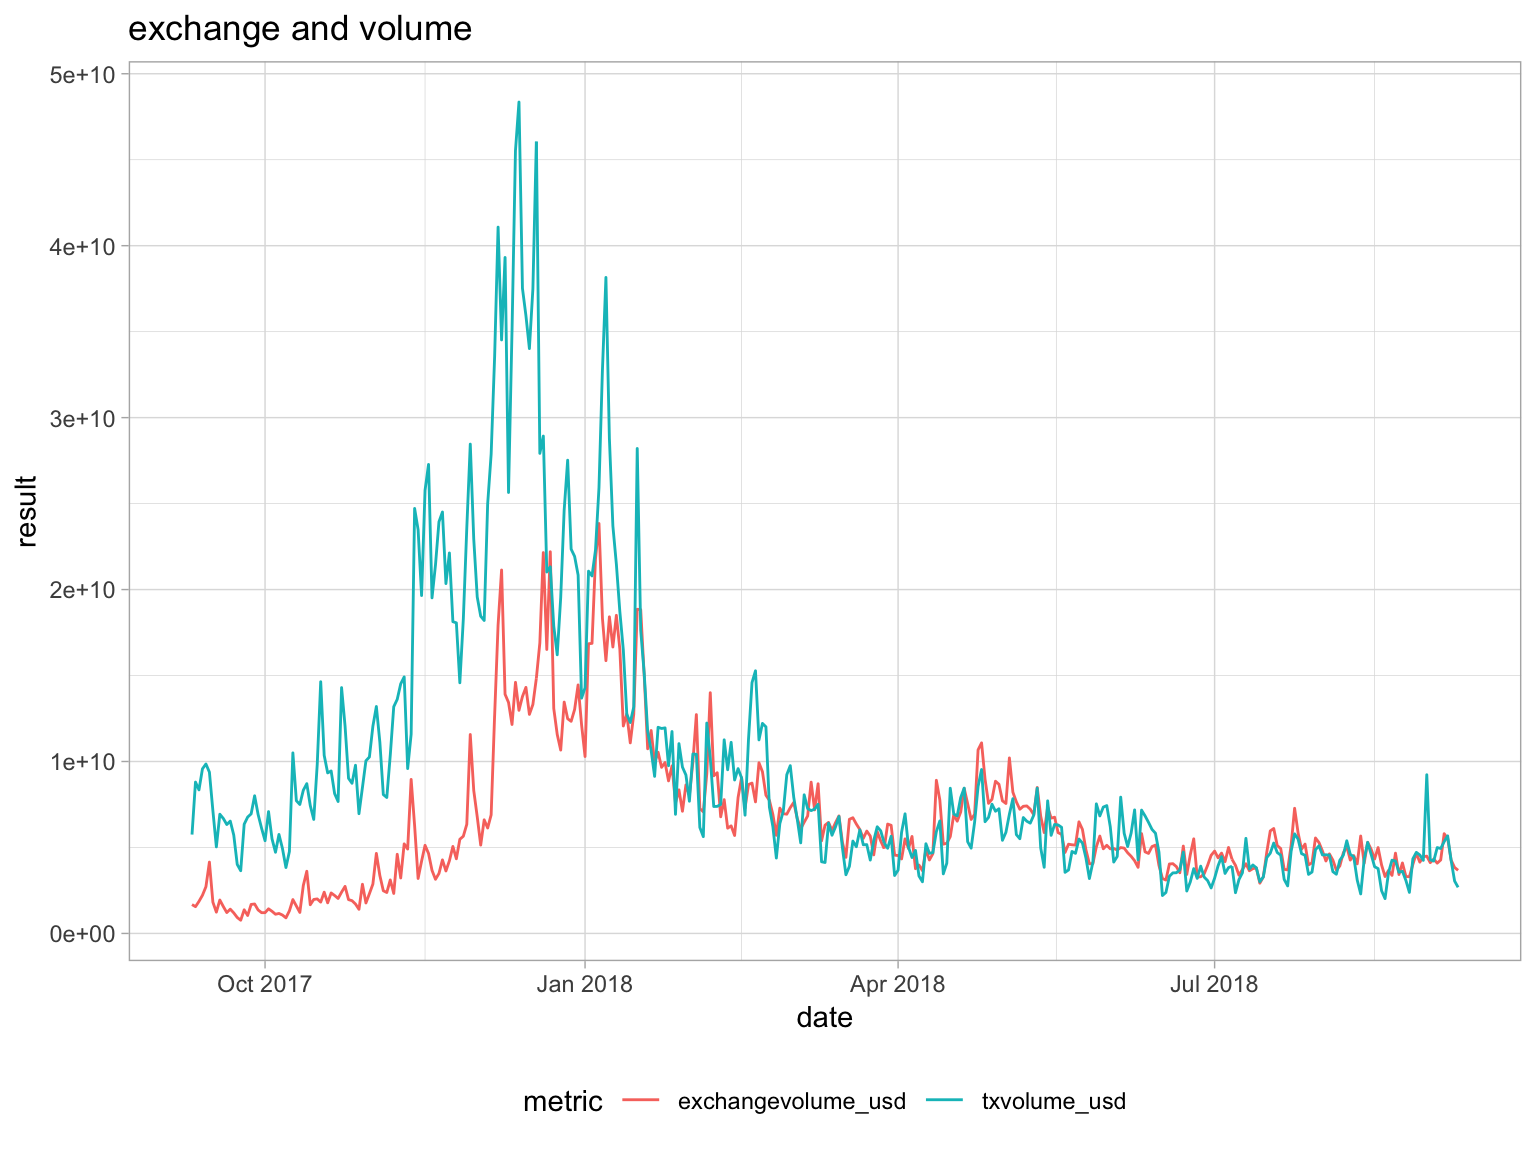 exchange and volume
5e+10
4e+10
3e+10
2e+10
1e+10
0e+00
result
Oct 2017 Jan 2018 Apr 2018 Jul 2018
date
metric exchangevolume_usd txvolume_usd